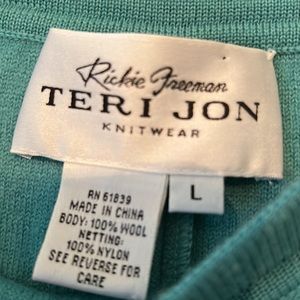 Rickie Freeman
TERI JON
KNITWEAR
L
RN 61839
MADE IN CHINA
BODY: 100% WOOL
NETTING:
100% NYLON
SEE REVERSE FOR
CARE